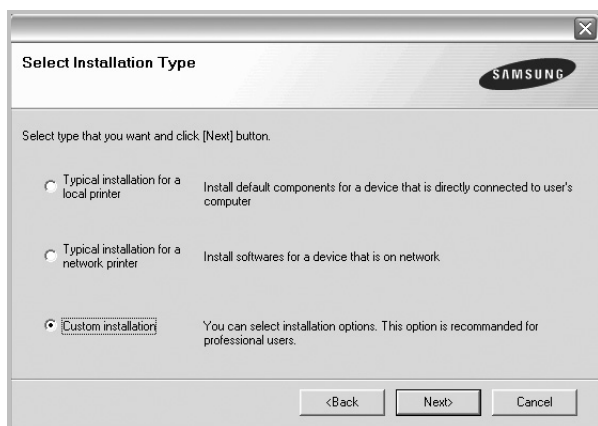 Select Installation Type
SAMSUNG
Select type that you want and click [Next] button.
Typical installation for a
local printer
Install default components for a device that is directly connected to user's
computer
Typical installation for a
network printer
Install softwares for a device that is on network
Custom installation
You can select installation options. This option is recommanded for
professional users.
<Back
Next>
Cancel